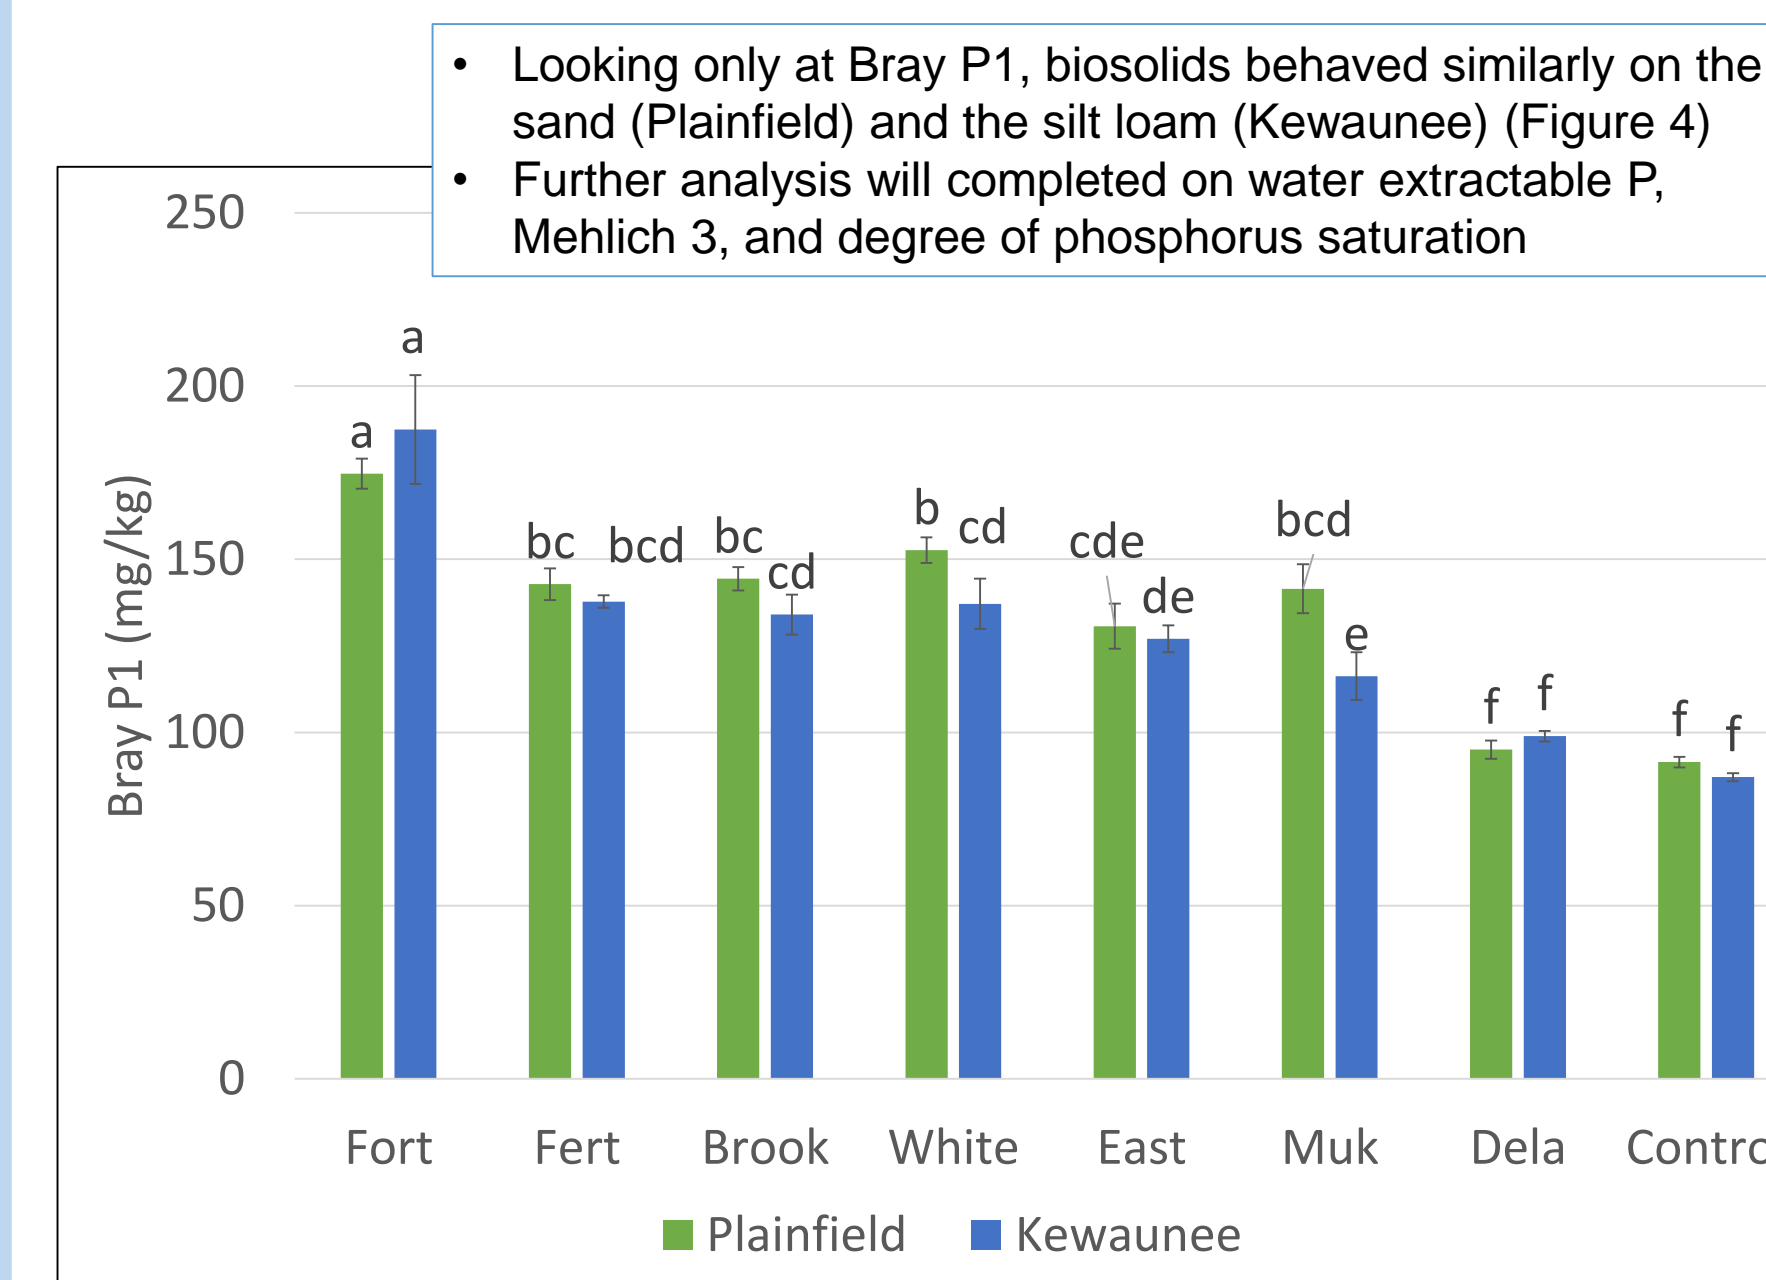 • Looking only at Bray P1, biosolids behaved similarly on the
sand (Plainfield) and the silt loam (Kewaunee) (Figure 4)
• Further analysis will completed on water extractable P,
Mehlich 3, and degree of phosphorus saturation
250
200
150
100
50
0
Bray P1 (mg/kg)
a
a
bc
bcd
bc
cd
b
cd
cde
de
bcd
e
f
f
f
f
Fort Fert Brook White East Muk Dela Contro
Plainfield Kewaunee